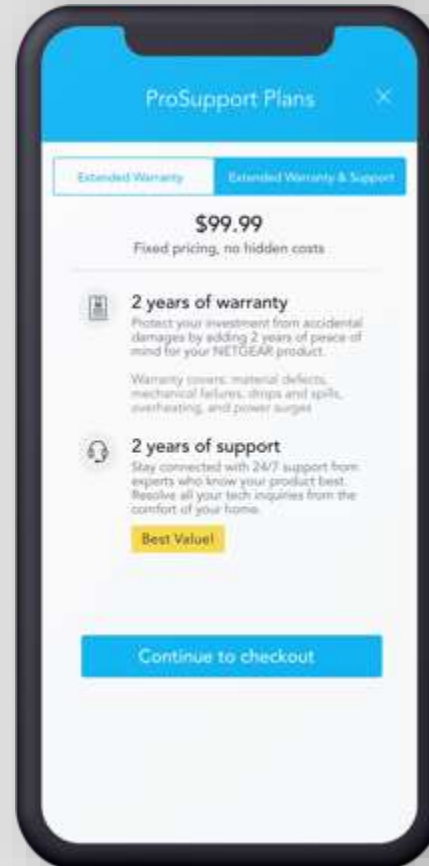 ProSupport Plans
Extended Warranty
Extended Warranty & Support
$99.99
Fixed pricing, no hidden costs
2 years of warranty
Protect your investment from accidental
damages by adding 2 years of peace of
mind for your NETGEAR product.
Warranty covers: material defects,
mechanical failures, drops and spills,
overheating, and power surges
2 years of support
Stay connected with 24/7 support from
experts who know your product best.
Resolve all your tech inquiries from the
comfort of your home.
Best Value!
Continue to checkout